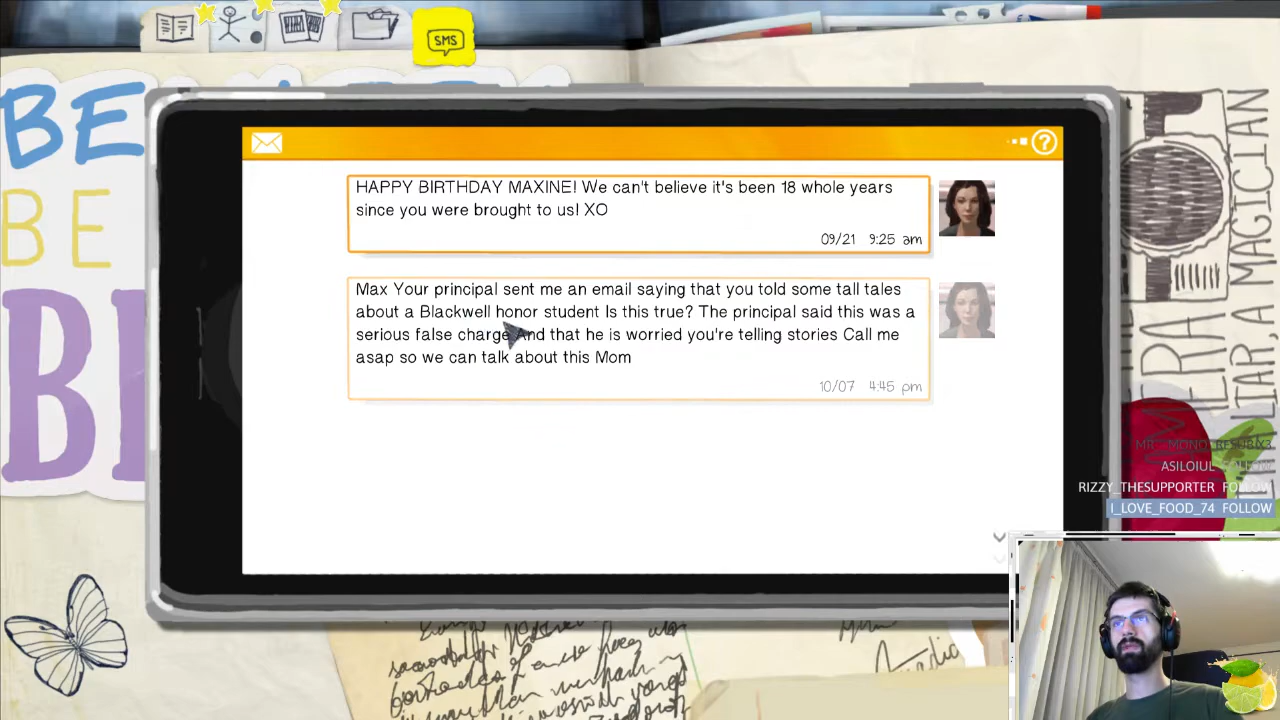 SMS
HAPPY BIRTHDAY MAXINE! We can't believe it's been 18 whole years
since you were brought to us! XO
09/21 9:25 am
Max Your principal sent me an email saying that you told some tall tales
about a Blackwell honor student Is this true? The principal said this was a
serious false charge And that he is worried you're telling stories Call me
asap so we can talk about this Mom
10/07 4:45 pm
BE
BE
MR__MONO_RESUBX3
ASILOIUL FOLLOW
RIZZY_THESUPPORTER FOLLOW
I_LOVE_FOOD_74 FOLLOW
LIAR, A MAGICIAN